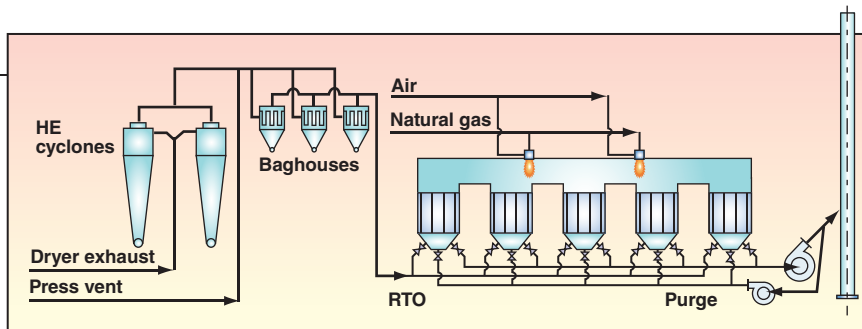 HE
cyclones
Baghouses
Dryer exhaust
Press vent
Air
Natural gas
RTO
Purge